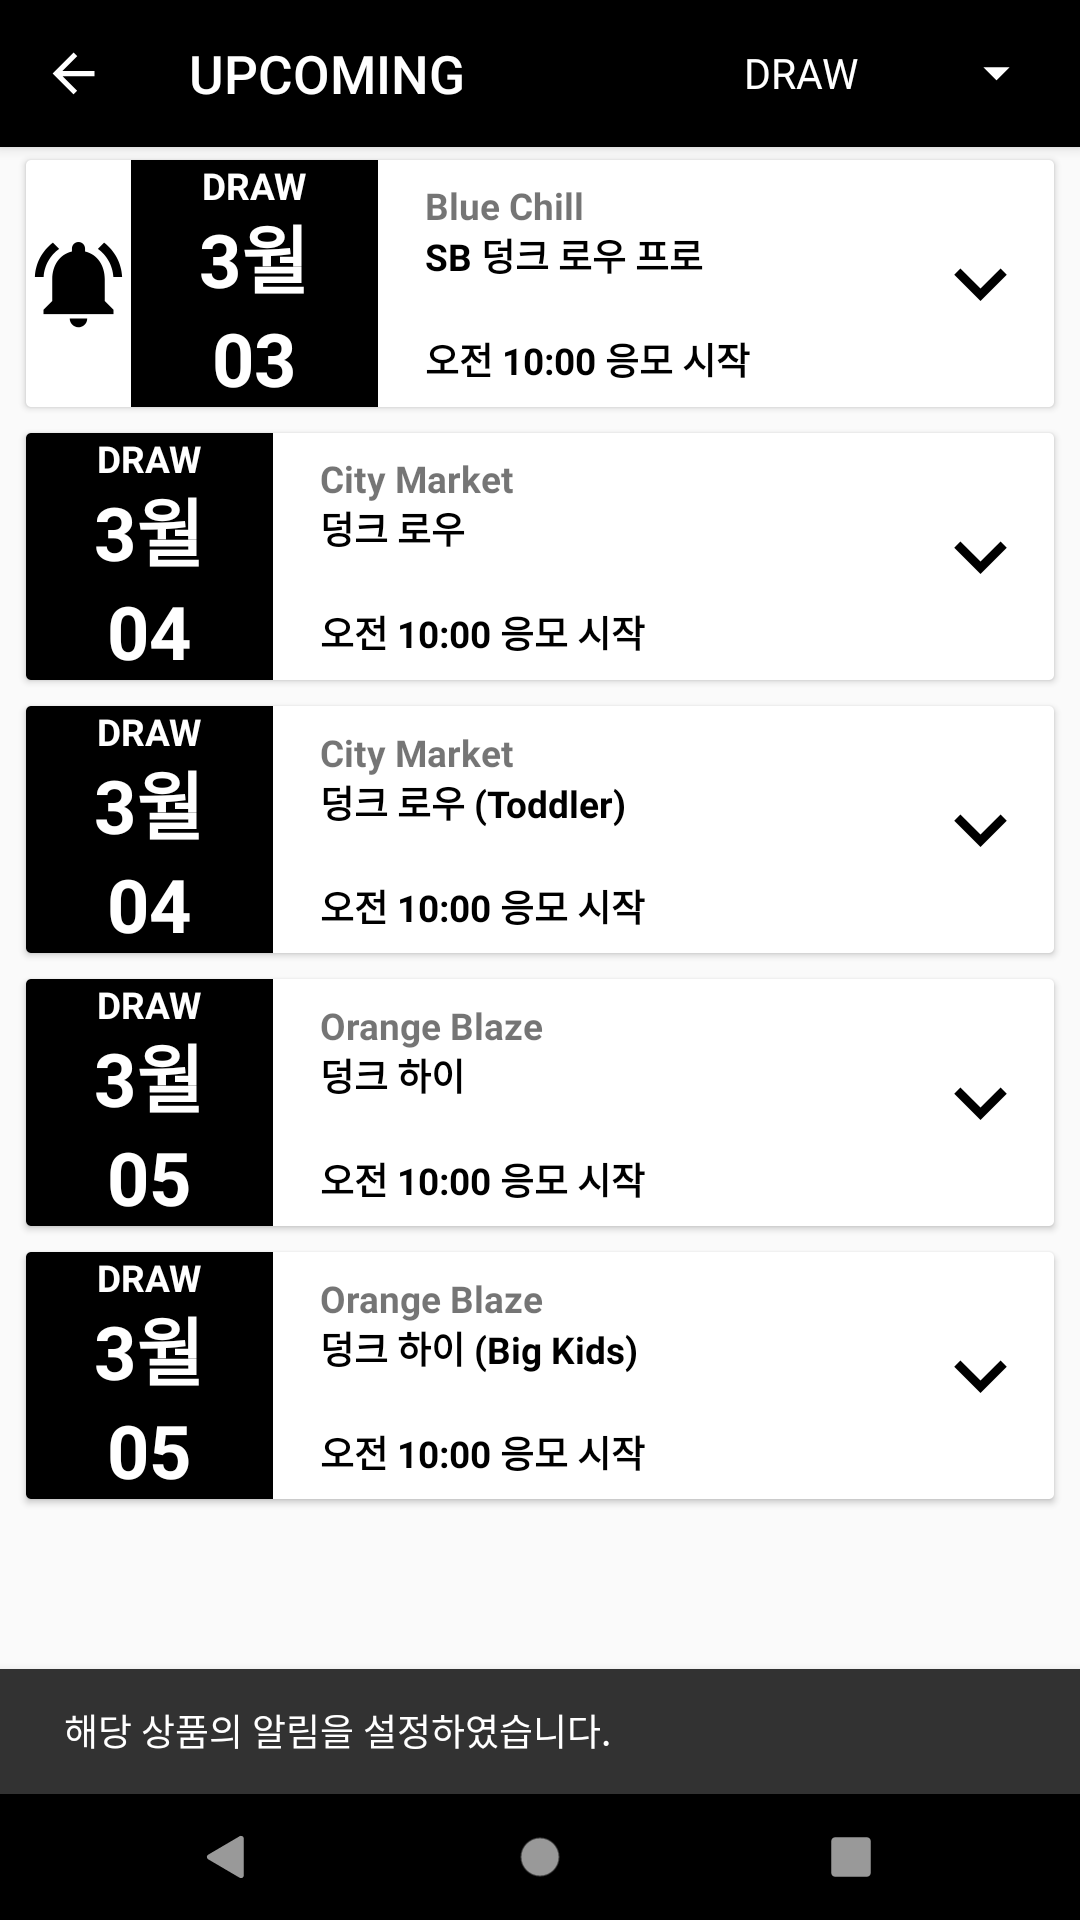 UPCOMING
DRAW
DRAW
3월
03
Blue Chill
SB 덩크 로우 프로
오전 10:00 응모 시작
DRAW
3월
04
City Market
덩크 로우
오전 10:00 응모 시작
DRAW
3월
04
City Market
덩크 로우 (Toddler)
오전 10:00 응모 시작
DRAW
3월
05
Orange Blaze
덩크 하이
오전 10:00 응모 시작
DRAW
3월
05
Orange Blaze
덩크 하이 (Big Kids)
오전 10:00 응모 시작
해당 상품의 알림을 설정하였습니다.